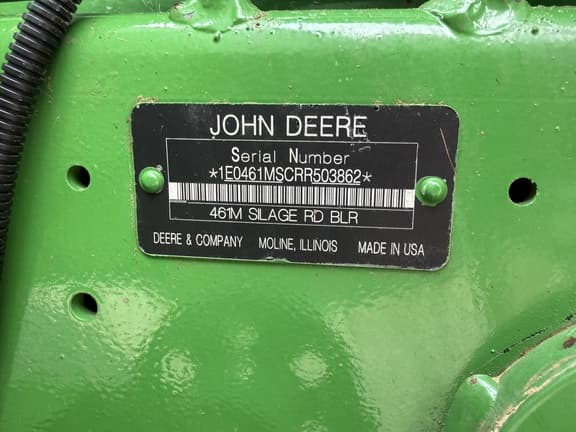 JOHN DEERE
Serial Number
*1E0461MSCRR503862*
461M SILAGE RD BLR
DEERE & COMPANY MOLINE, ILLINOIS MADE IN USA